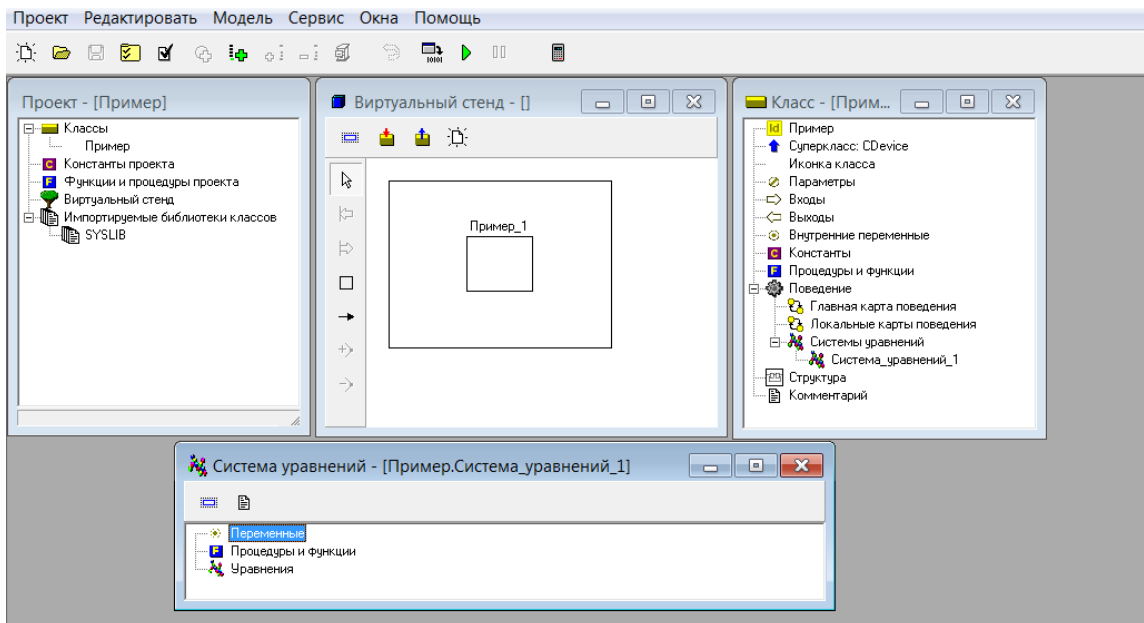 Проект Редактировать Модель Сервис Окна Помощь
Проект - [Пример]
Классы
Пример
Константы проекта
Функции и процедуры проекта
Виртуальный стенд
Импортируемые библиотеки классов
SYSLIB
Виртуальный стенд - []
Пример_1
Класс - [Прим...
Пример
Суперкласс: CDevice
Иконка класса
Параметры
Входы
Выходы
Внутренние переменные
Константы
Процедуры и функции
Поведение
Главная карта поведения
Локальные карты поведения
Системы уравнений
Система_уравнений_1
Структура
Комментарий
Система уравнений - [Пример.Система_уравнений_1]
Переменные
Процедуры и функции
Уравнения